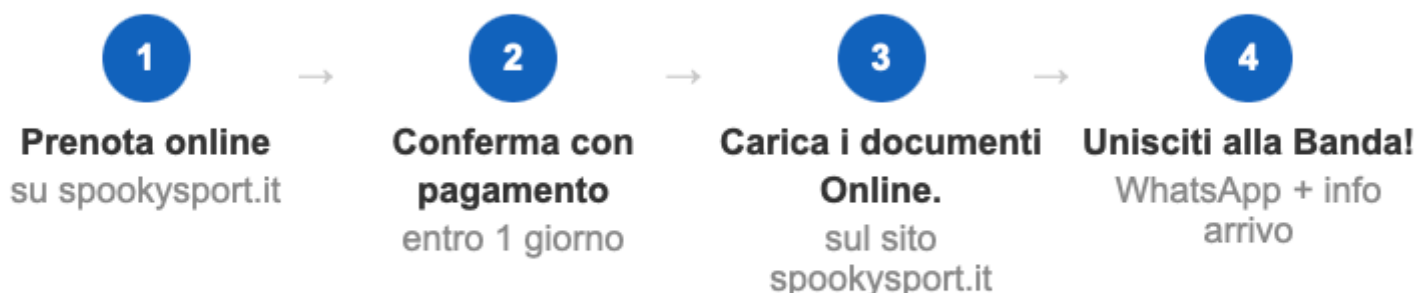 1
→
2
→
3
→
4
Prenota online
su spookysport.it
Conferma con
pagamento
entro 1 giorno
Carica i documenti
Online.
sul sito
spookysport.it
Unisciti alla Banda!
WhatsApp + info
arrivo